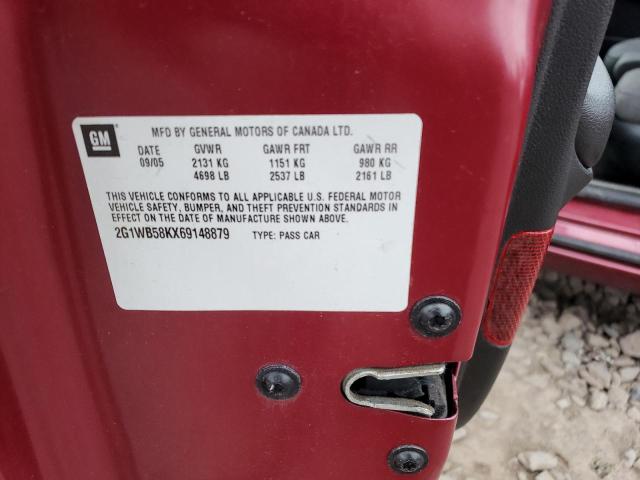 GM
MFD BY GENERAL MOTORS OF CANADA LTD.
DATE GVWR GAWR FRT GAWR RR
09/05 2131 KG 1151 KG 980 KG
4698 LB 2537 LB 2161 LB
THIS VEHICLE CONFORMS TO ALL APPLICABLE U.S. FEDERAL MOTOR
VEHICLE SAFETY, BUMPER, AND THEFT PREVENTION STANDARDS IN
EFFECT ON THE DATE OF MANUFACTURE SHOWN ABOVE.
2G1WB58KX69148879 TYPE: PASS CAR